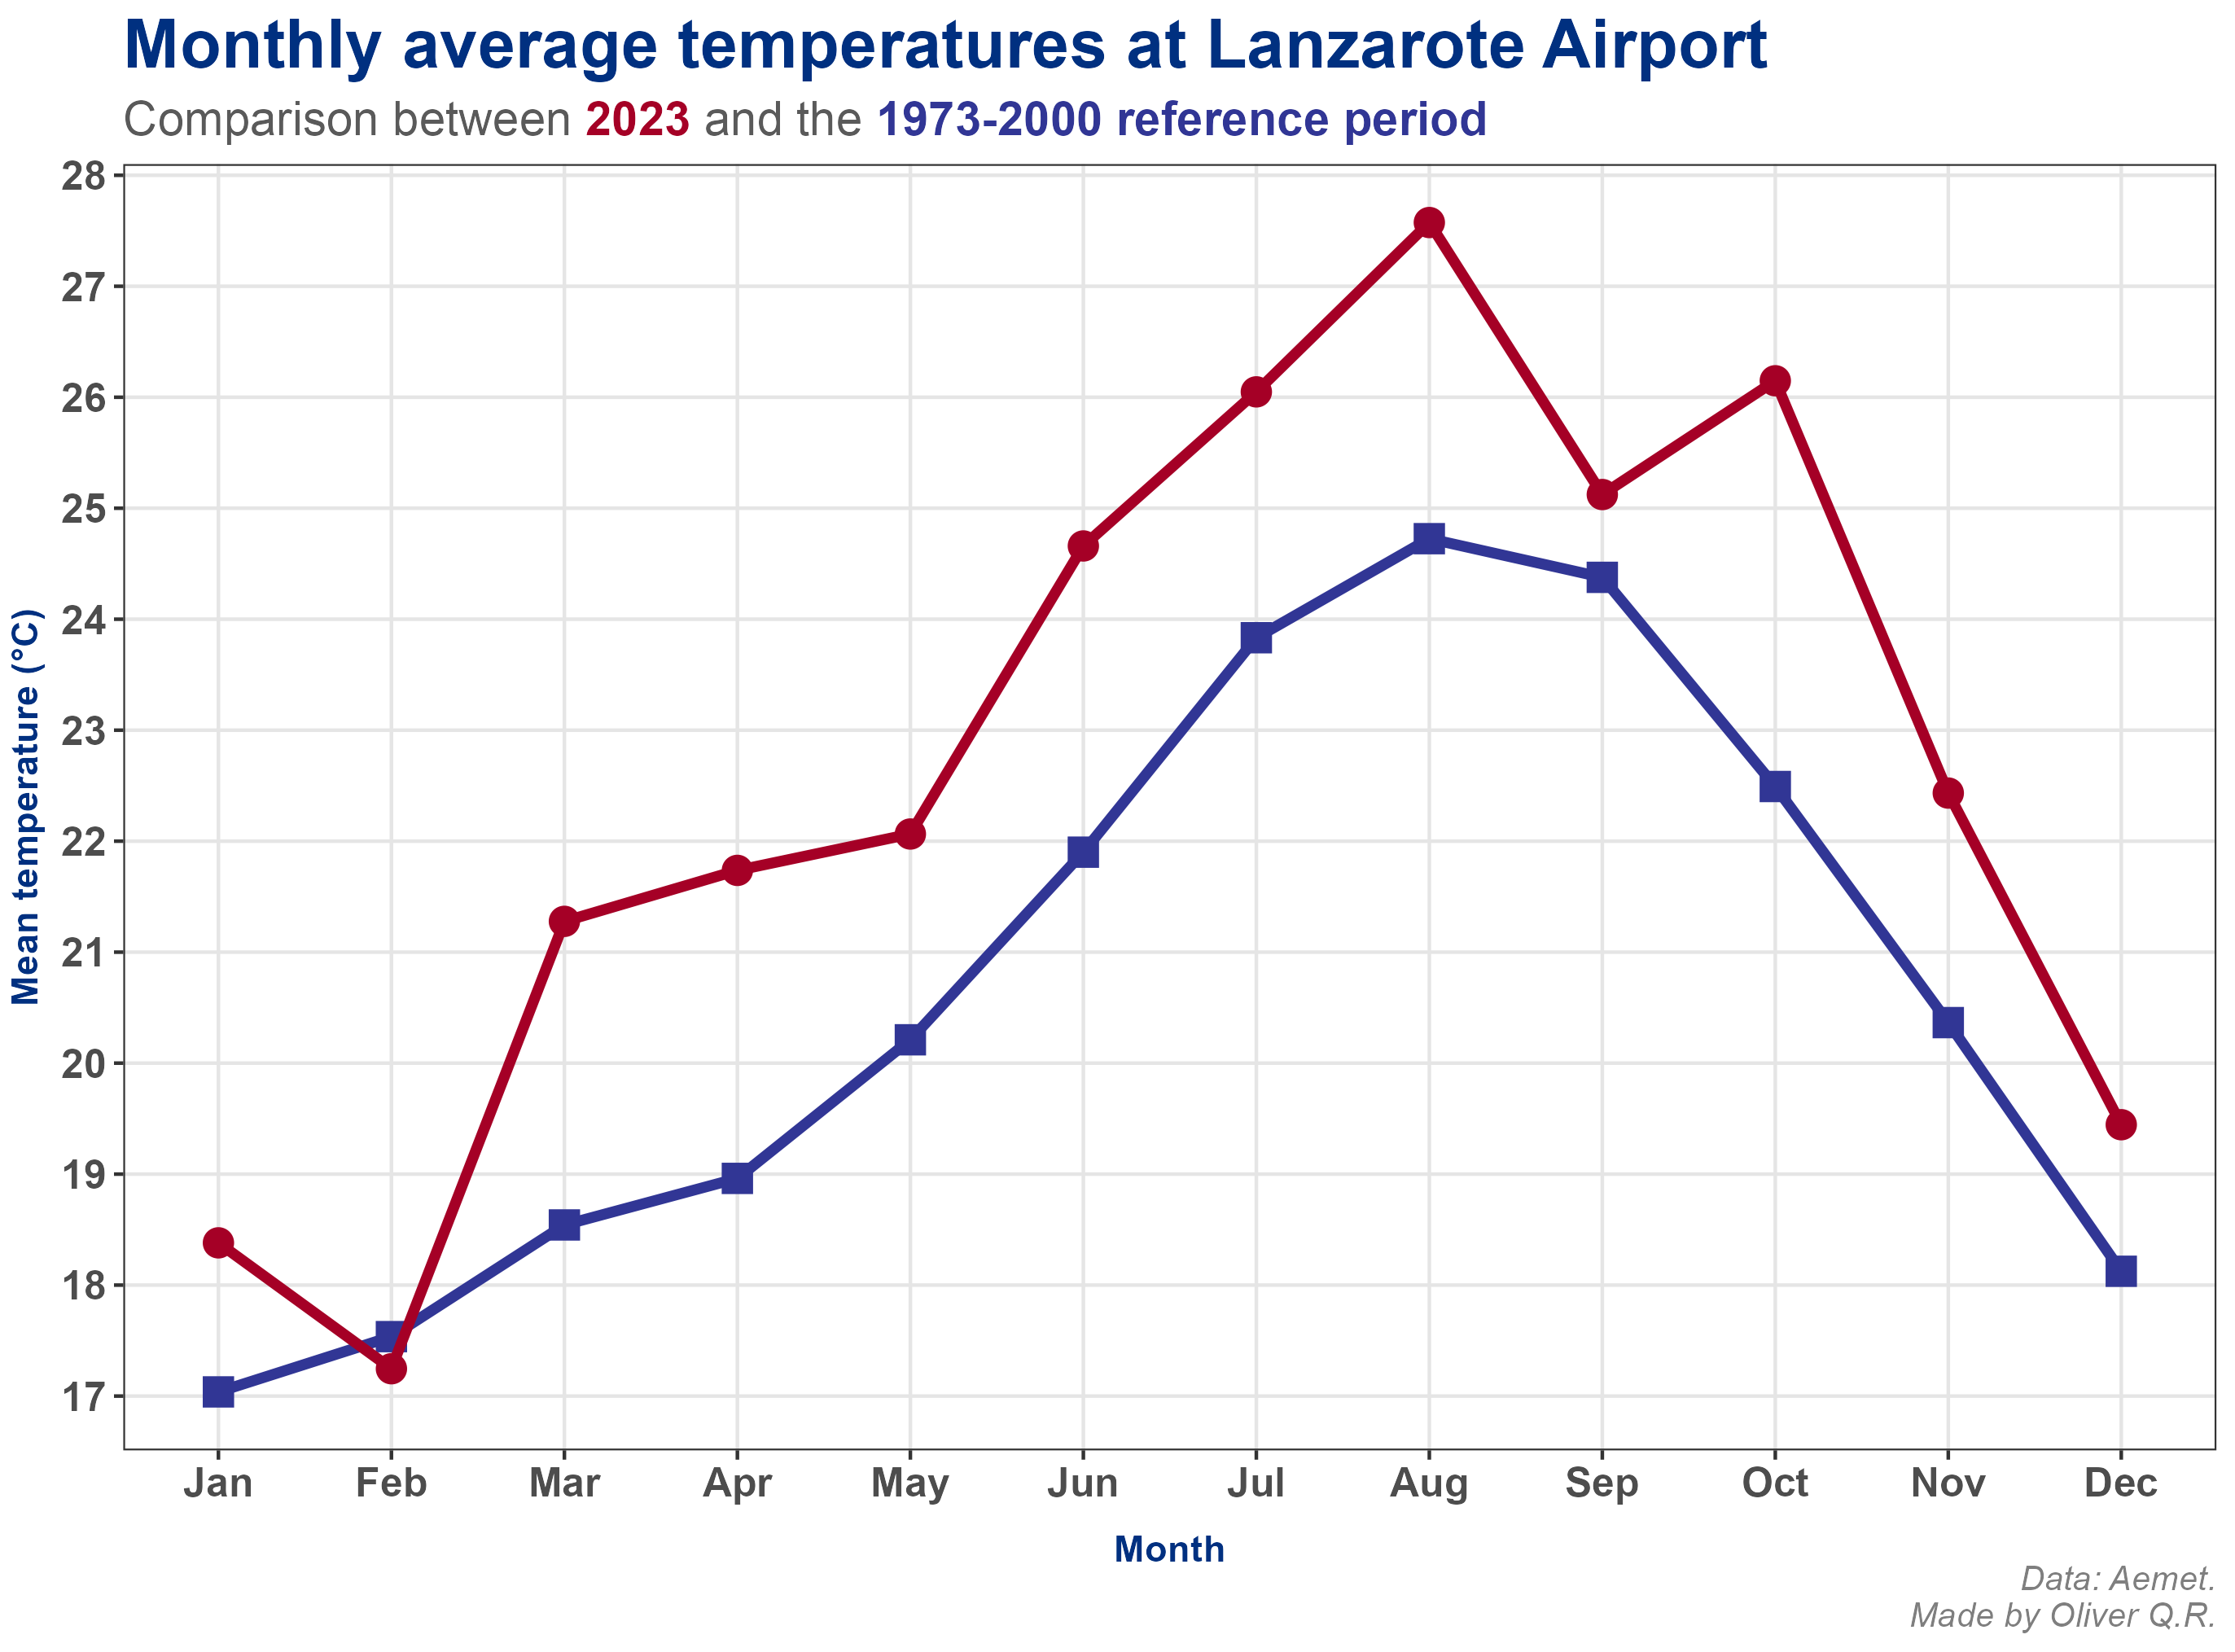 Monthly average temperatures at Lanzarote Airport
Comparison between 2023 and the 1973-2000 reference period
28
27
26
25
24
23
22
21
20
19
18
17
Mean temperature (°C)
Jan Feb Mar Apr May Jun Jul Aug Sep Oct Nov Dec
Month
Data: Aemet.
Made by Oliver Q.R.